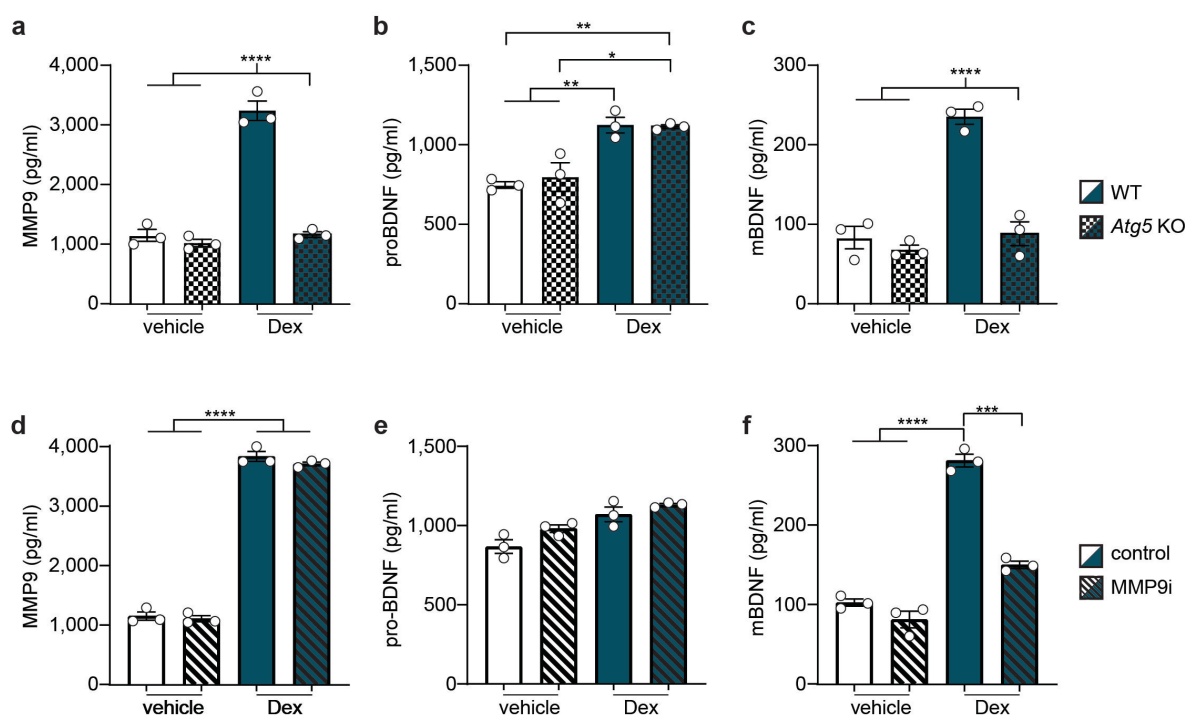 a
****
MMP9 (pg/ml)
4,000
3,000
2,000
1,000
0
vehicle
Dex
b
**
*
**
proBDNF (pg/ml)
1,500
1,000
500
0
vehicle
Dex
c
****
mBDNF (pg/ml)
300
200
100
0
vehicle
Dex
WT
Atg5 KO
d
****
MMP9 (pg/ml)
4,000
3,000
2,000
1,000
0
vehicle
Dex
e
pro-BDNF (pg/ml)
1,500
1,000
500
0
vehicle
Dex
f
****
***
mBDNF (pg/ml)
300
200
100
0
vehicle
Dex
control
MMP9i